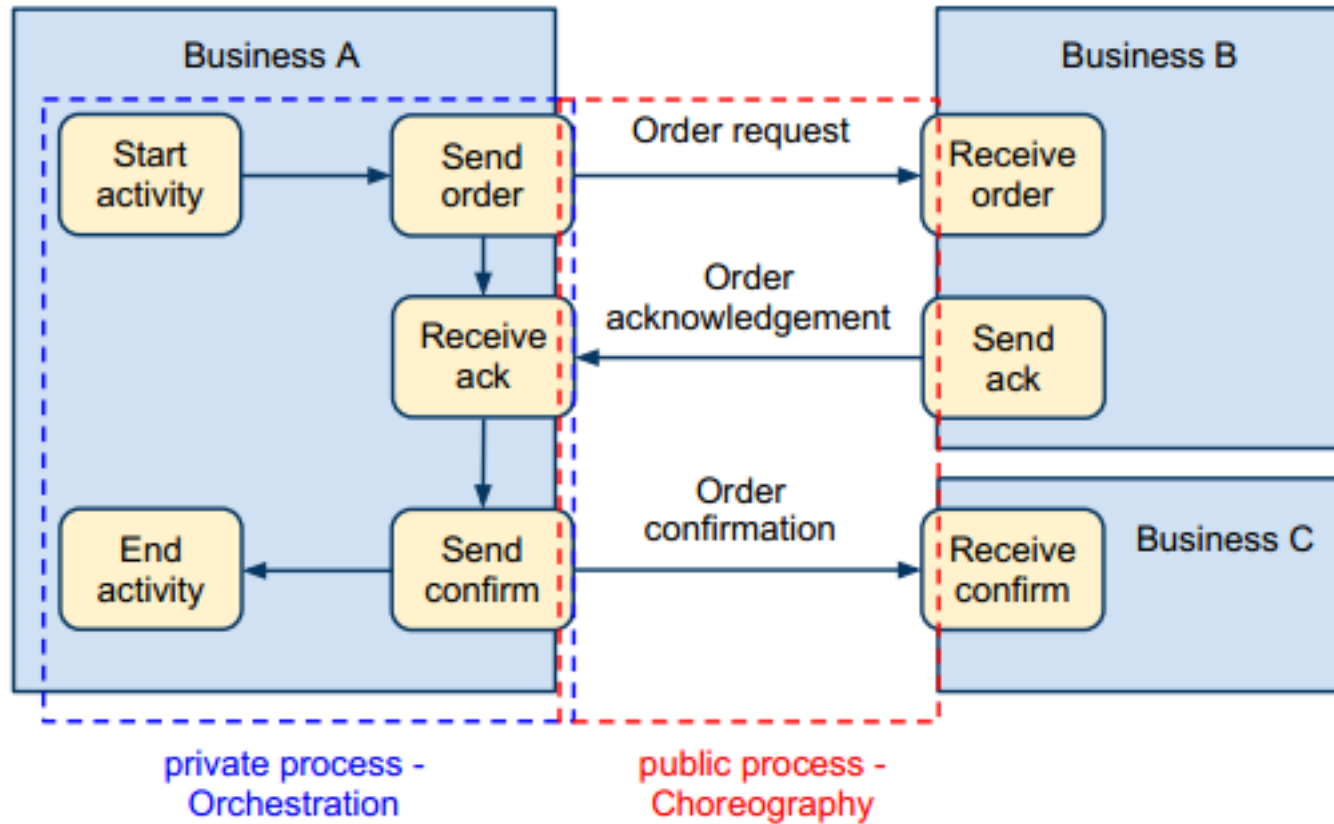 Business A
Business B
Start
activity
Send
order
Order request
Receive
order
Receive
ack
Order
acknowledgement
Send
ack
End
activity
Send
confirm
Order
confirmation
Receive
confirm
Business C
private process -
Orchestration
public process -
Choreography